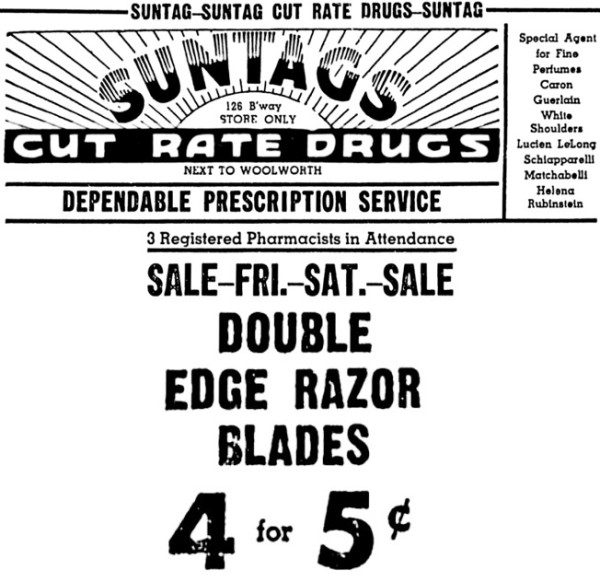 SUNTAG–SUNTAG CUT RATE DRUGS–SUNTAG
SUNTAGS
126 B'way
STORE ONLY
CUT RATE DRUGS
NEXT TO WOOLWORTH
DEPENDABLE PRESCRIPTION SERVICE
Special Agent
for Fine
Perfumes
Caron
Guerlain
White
Shoulders
Lucien LeLong
Schiapparelli
Matchabelli
Helena
Rubinstein
3 Registered Pharmacists in Attendance
SALE–FRI.–SAT.–SALE
DOUBLE
EDGE RAZOR
BLADES
4 for 5¢